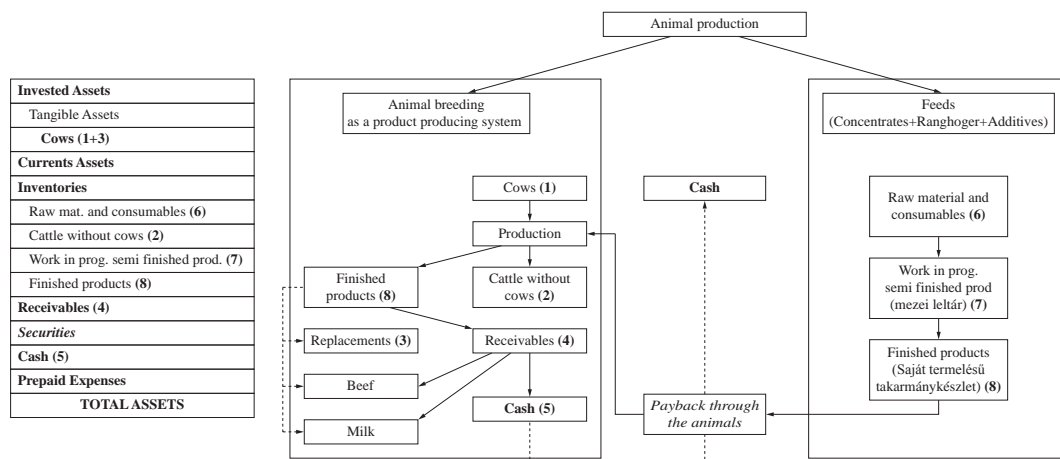 Animal production
Invested Assets
Tangible Assets
Cows (1+3)
Currents Assets
Inventories
Raw mat. and consumables (6)
Cattle without cows (2)
Work in prog. semi finished prod. (7)
Finished products (8)
Receivables (4)
Securities
Cash (5)
Prepaid Expenses
TOTAL ASSETS
Animal breeding
as a product producing system
Cows (1)
Production
Finished
products (8)
Cattle without
cows (2)
Replacements (3)
Receivables (4)
Beef
Cash (5)
Milk
Cash
Payback through
the animals
Feeds
(Concentrates+Ranghoger+Additives)
Raw material and
consumables (6)
Work in prog.
semi finished prod
(mezei leltár) (7)
Finished products
(Saját termelésű
takarmánykészlet) (8)